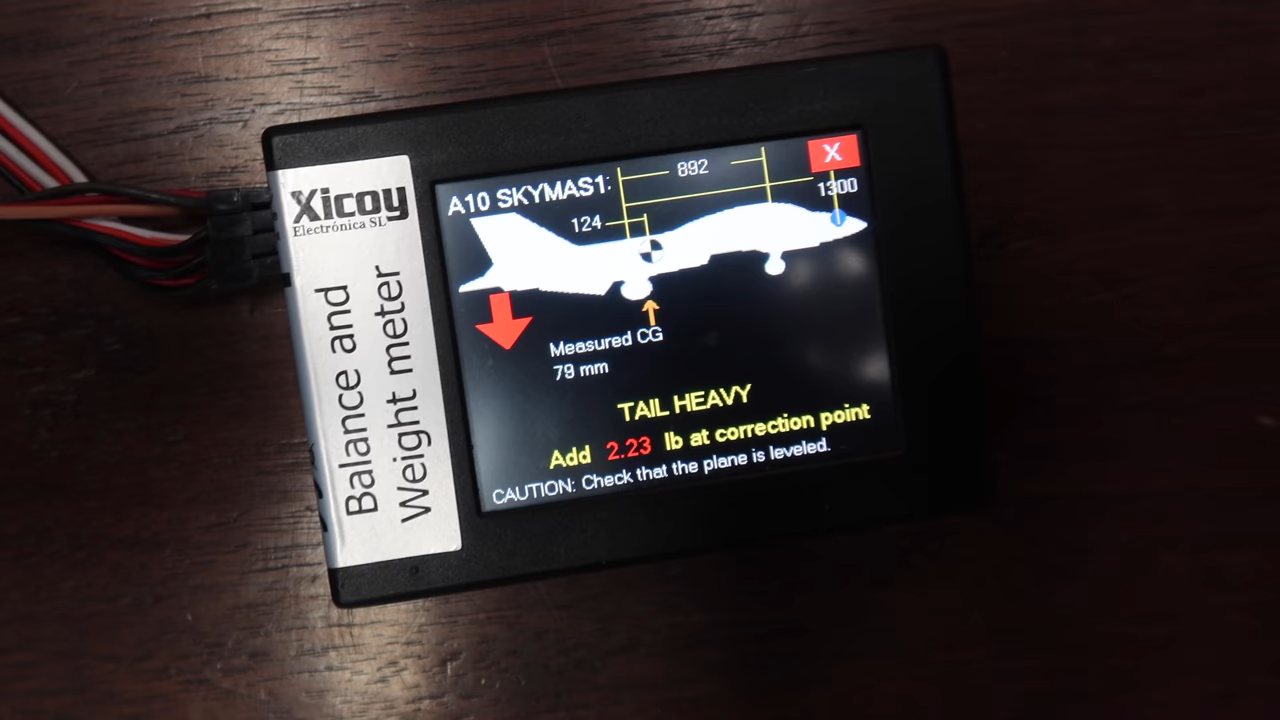 Xicoy
Electrónica SL
Balance and
Weight meter
A10 SKYMAS1:
892
X
1300
124
Measured CG
79 mm
TAIL HEAVY
Add 2.23 lb at correction point
CAUTION: Check that the plane is leveled.